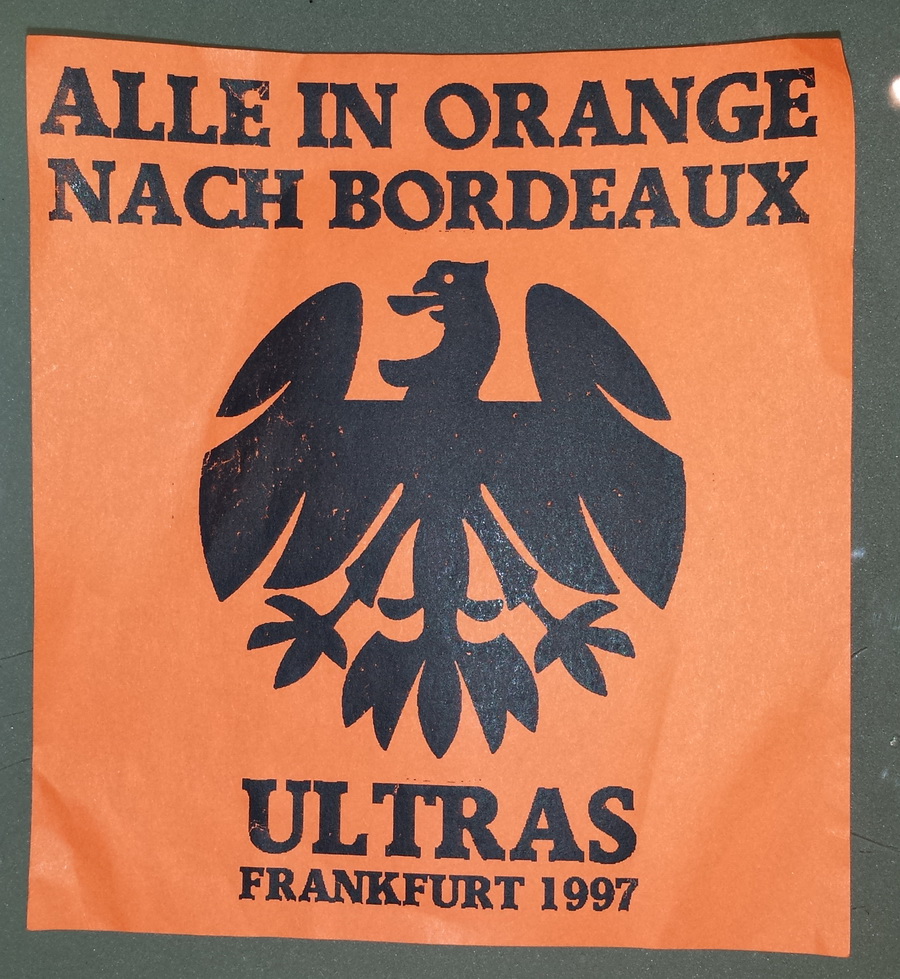 ALLE IN ORANGE
NACH BORDEAUX
ULTRAS
FRANKFURT 1997